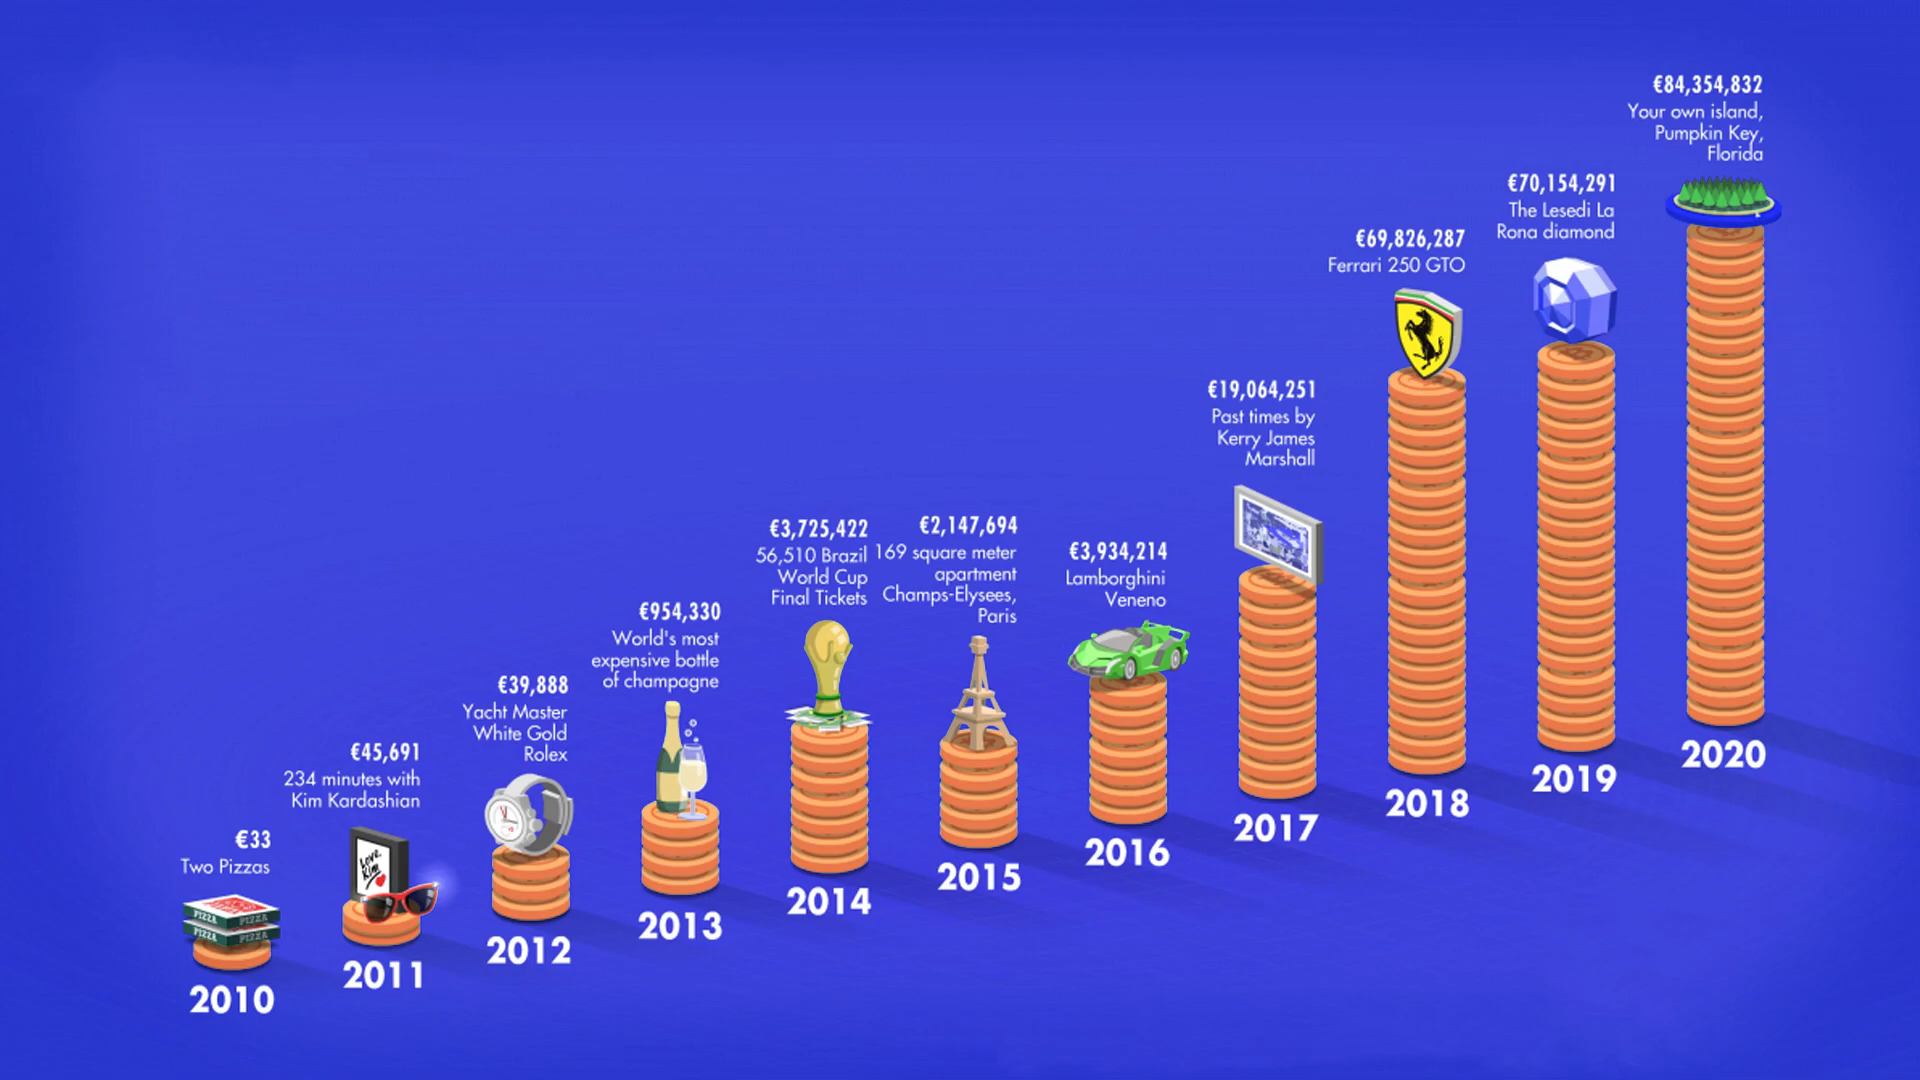 €33
Two Pizzas
PIZZA PIZZA
PIZZA PIZZA
2010
€45,691
234 minutes with
Kim Kardashian
Love
Kim
2011
€39,888
Yacht Master
White Gold
Rolex
2012
€954,330
World's most
expensive bottle
of champagne
2013
€3,725,422
56,510 Brazil
World Cup
Final Tickets
2014
€2,147,694
169 square meter
apartment
Champs-Elysees,
Paris
2015
€3,934,214
Lamborghini
Veneno
2016
€19,064,251
Past times by
Kerry James
Marshall
2017
€69,826,287
Ferrari 250 GTO
2018
€70,154,291
The Lesedi La
Rona diamond
2019
€84,354,832
Your own island,
Pumpkin Key,
Florida
2020